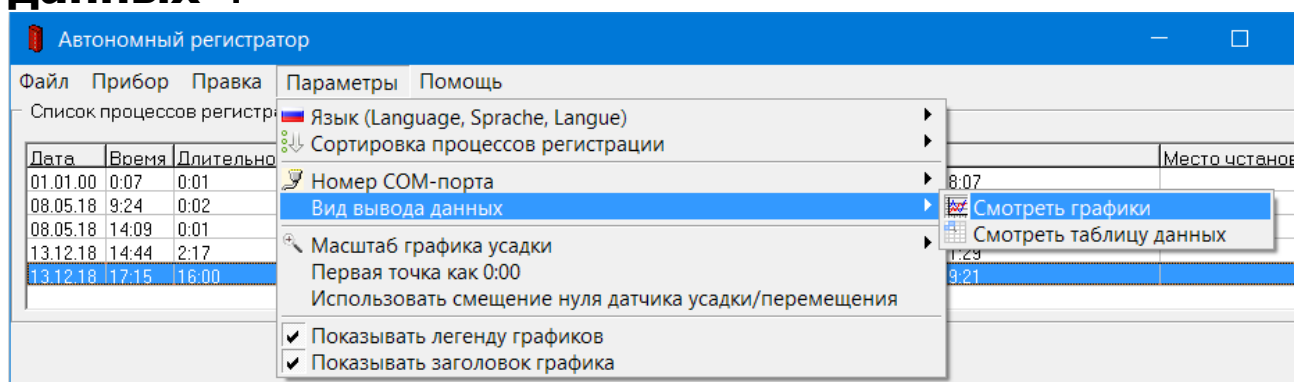 данных":
Автономный регистратор
Файл Прибор Правка Параметры Помощь
Список процессов регистр
Дата Время Длительно Место установ
01.01.00 0:07 0:01 8:07
08.05.18 9:24 0:02
08.05.18 14:09 0:01
13.12.18 14:44 2:17 1:29
13.12.18 17:15 16:00 9:21
Язык (Language, Sprache, Langue)
Сортировка процессов регистрации
Номер COM-порта
Вид вывода данных
Масштаб графика усадки
Первая точка как 0:00
Использовать смещение нуля датчика усадки/перемещения
Показывать легенду графиков
Показывать заголовок графика
Смотреть графики
Смотреть таблицу данных